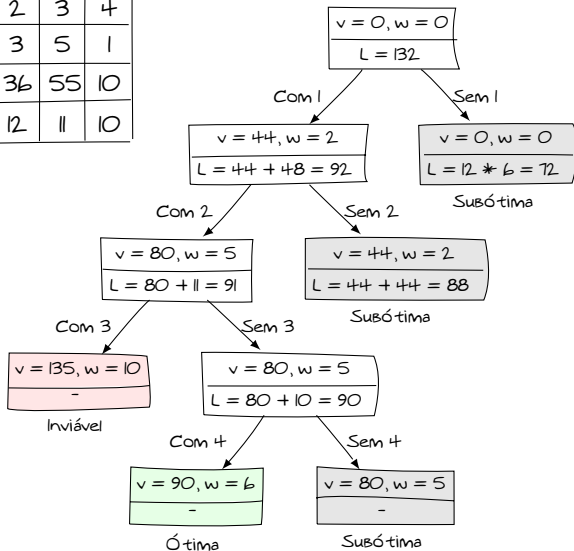 2 3 4
3 5 1
36 55 10
12 11 10
v = 0, w = 0
L = 132
Com 1
Sem 1
v = 44, w = 2
L = 44 + 48 = 92
v = 0, w = 0
L = 12 * 6 = 72
Subótima
Com 2
Sem 2
v = 80, w = 5
L = 80 + 11 = 91
v = 44, w = 2
L = 44 + 44 = 88
Subótima
Com 3
Sem 3
v = 135, w = 10
-
Inviável
v = 80, w = 5
L = 80 + 10 = 90
Com 4
Sem 4
v = 90, w = 6
-
Ótima
v = 80, w = 5
-
Subótima